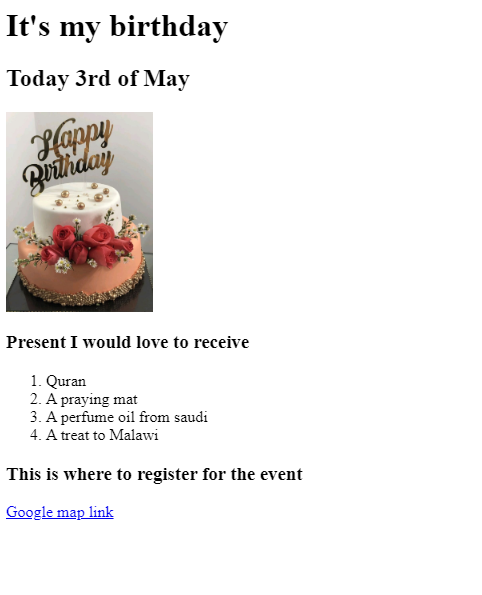 It's my birthday
Today 3rd of May
Happy
Birthday
Present I would love to receive
1. Quran
2. A praying mat
3. A perfume oil from saudi
4. A treat to Malawi
This is where to register for the event
Google map link